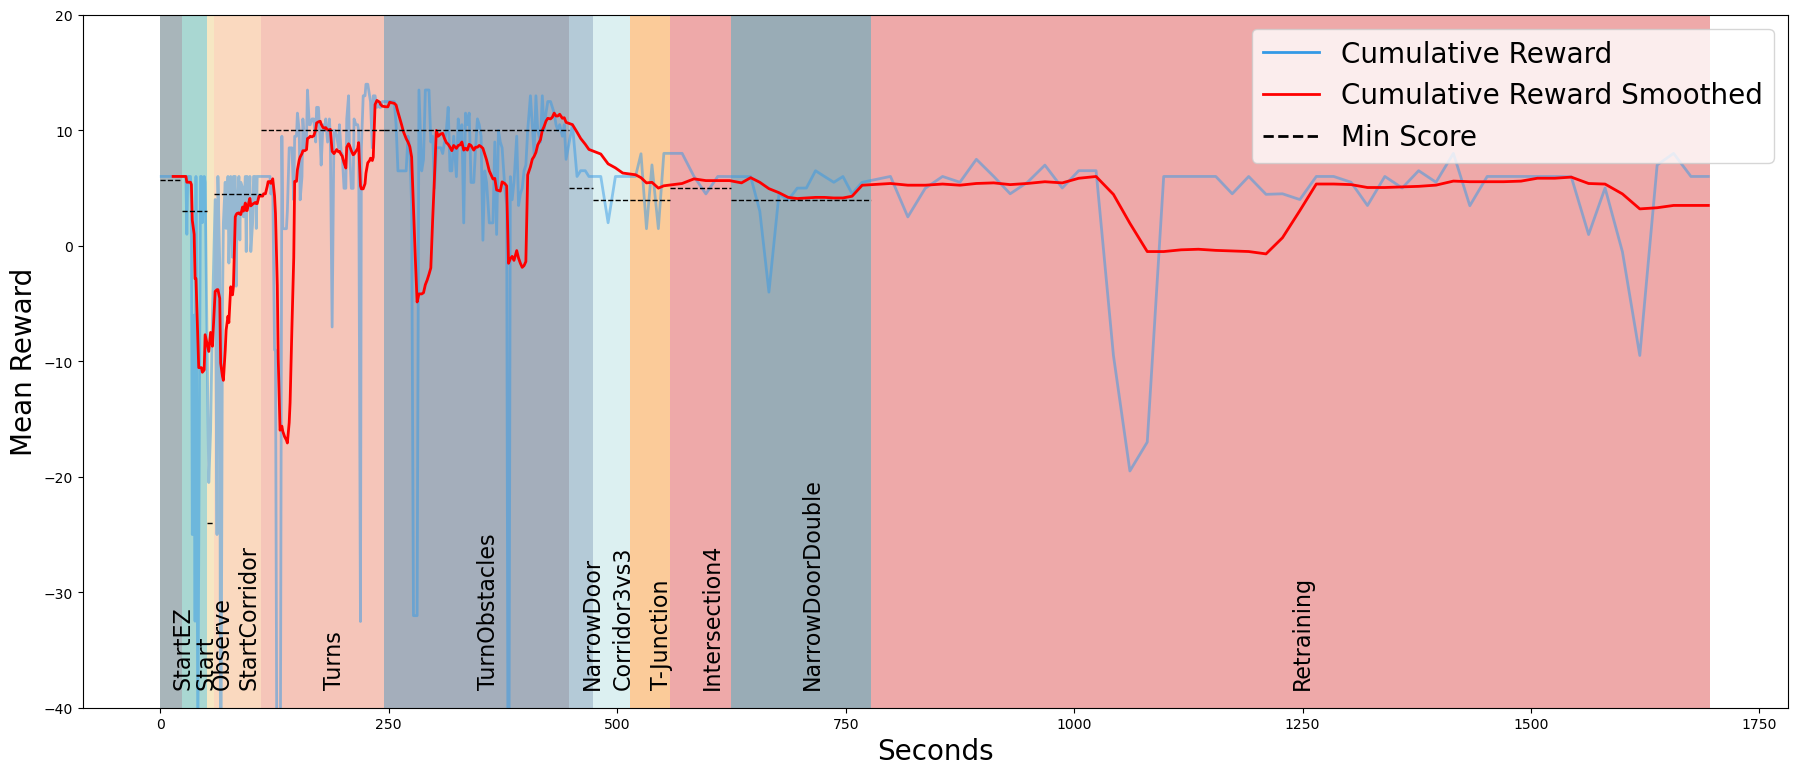 Cumulative Reward
Cumulative Reward Smoothed
Min Score
Mean Reward
20
10
0
−10
−20
−30
−40
StartEZ
Start
Observe
StartCorridor
Turns
TurnObstacles
NarrowDoor
Corridor3vs3
T-Junction
Intersection4
NarrowDoorDouble
Retraining
0
250
500
750
1000
1250
1500
1750
Seconds